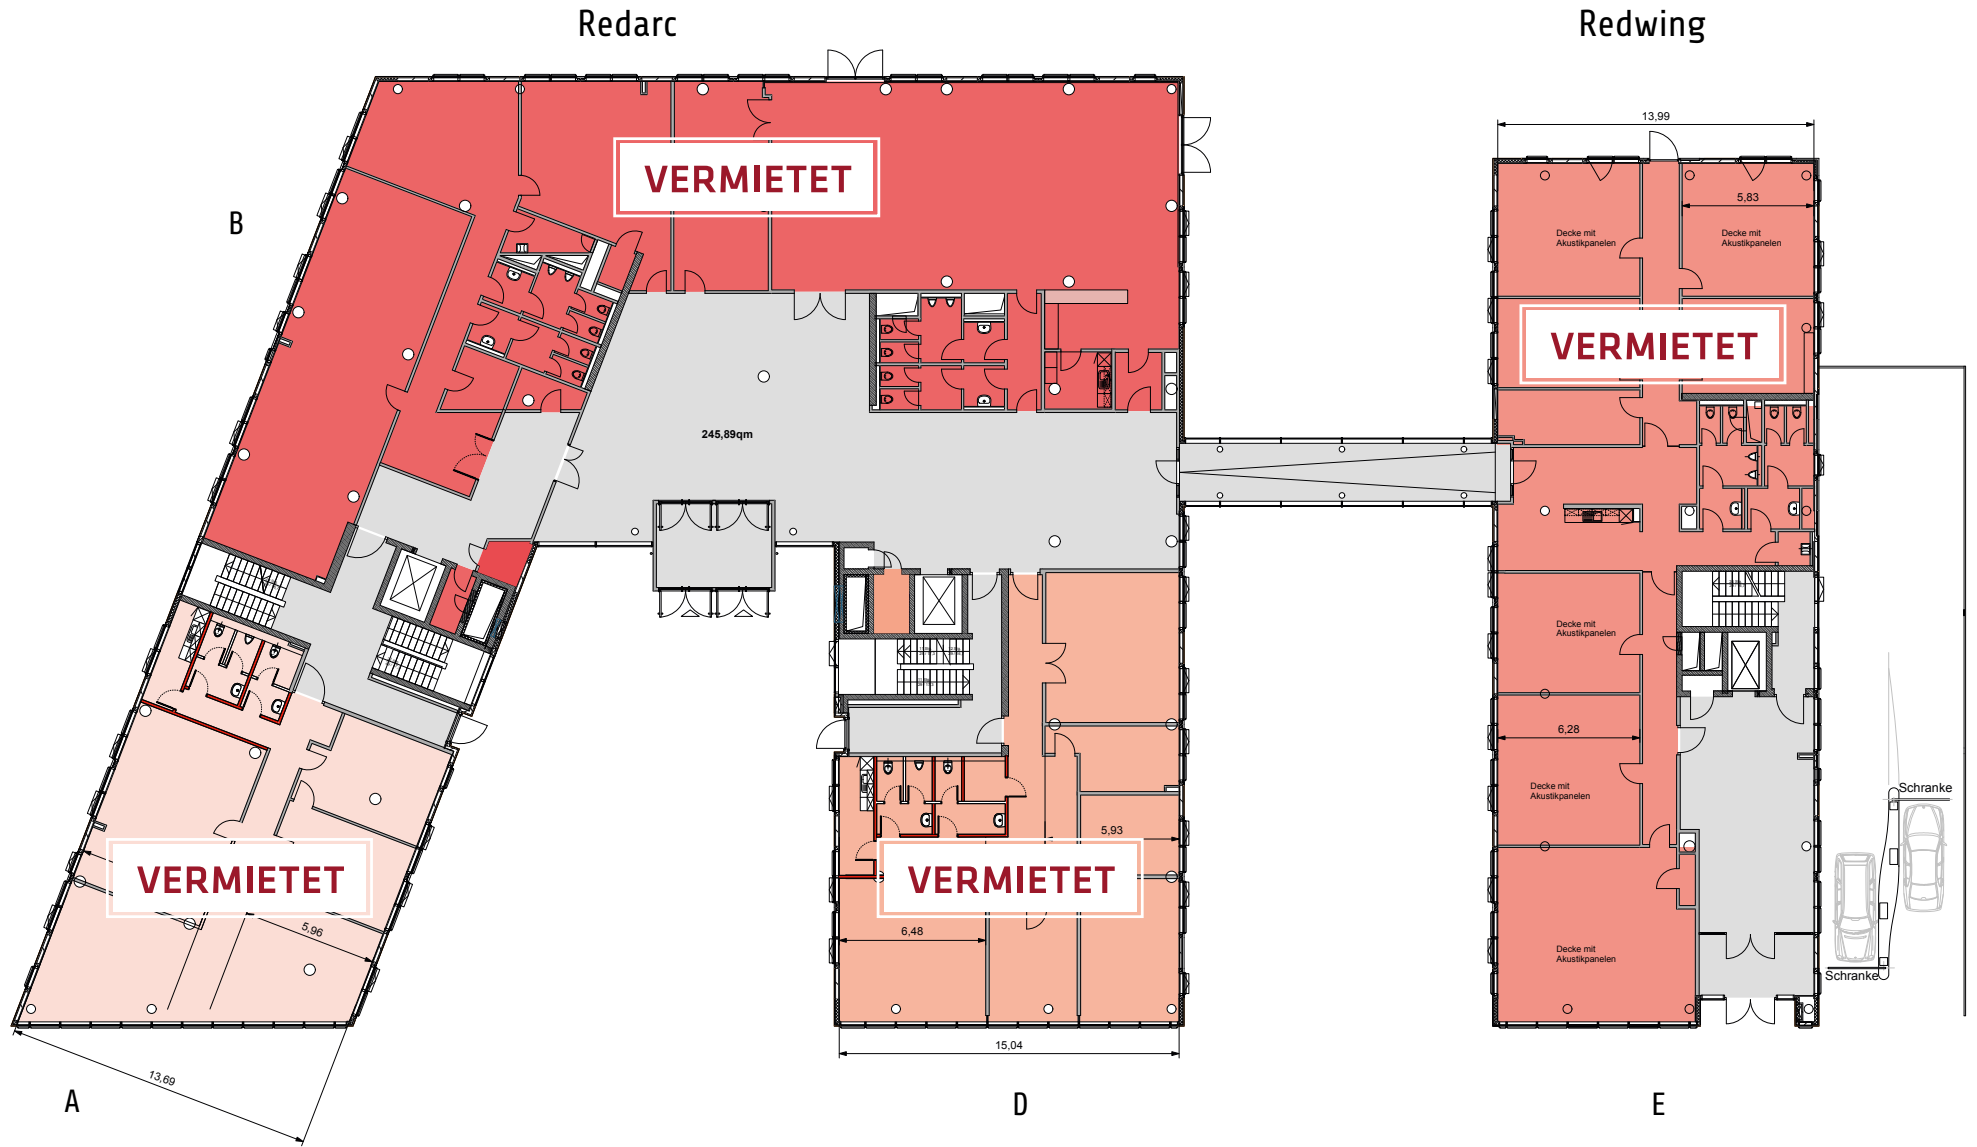 Redarc
Redwing
13,99
VERMIETET
5,83
B
Decke mit
Akustikpanelen
Decke mit
Akustikpanelen
VERMIETET
245,89qm
Decke mit
Akustikpanelen
6,28
Decke mit
Akustikpanelen
Schranke
5,93
VERMIETET
VERMIETET
5,96
6,48
Decke mit
Akustikpanelen
Schranke
15,04
13,69
A
D
E